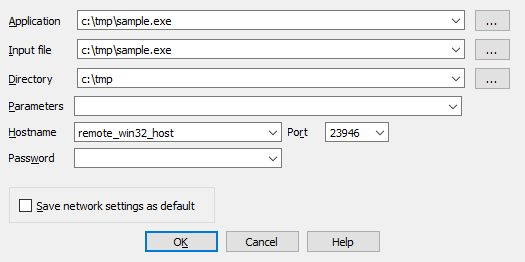 Application c:\tmp\sample.exe ...
Input file c:\tmp\sample.exe ...
Directory c:\tmp ...
Parameters
Hostname remote_win32_host Port 23946
Password
Save network settings as default
OK Cancel Help